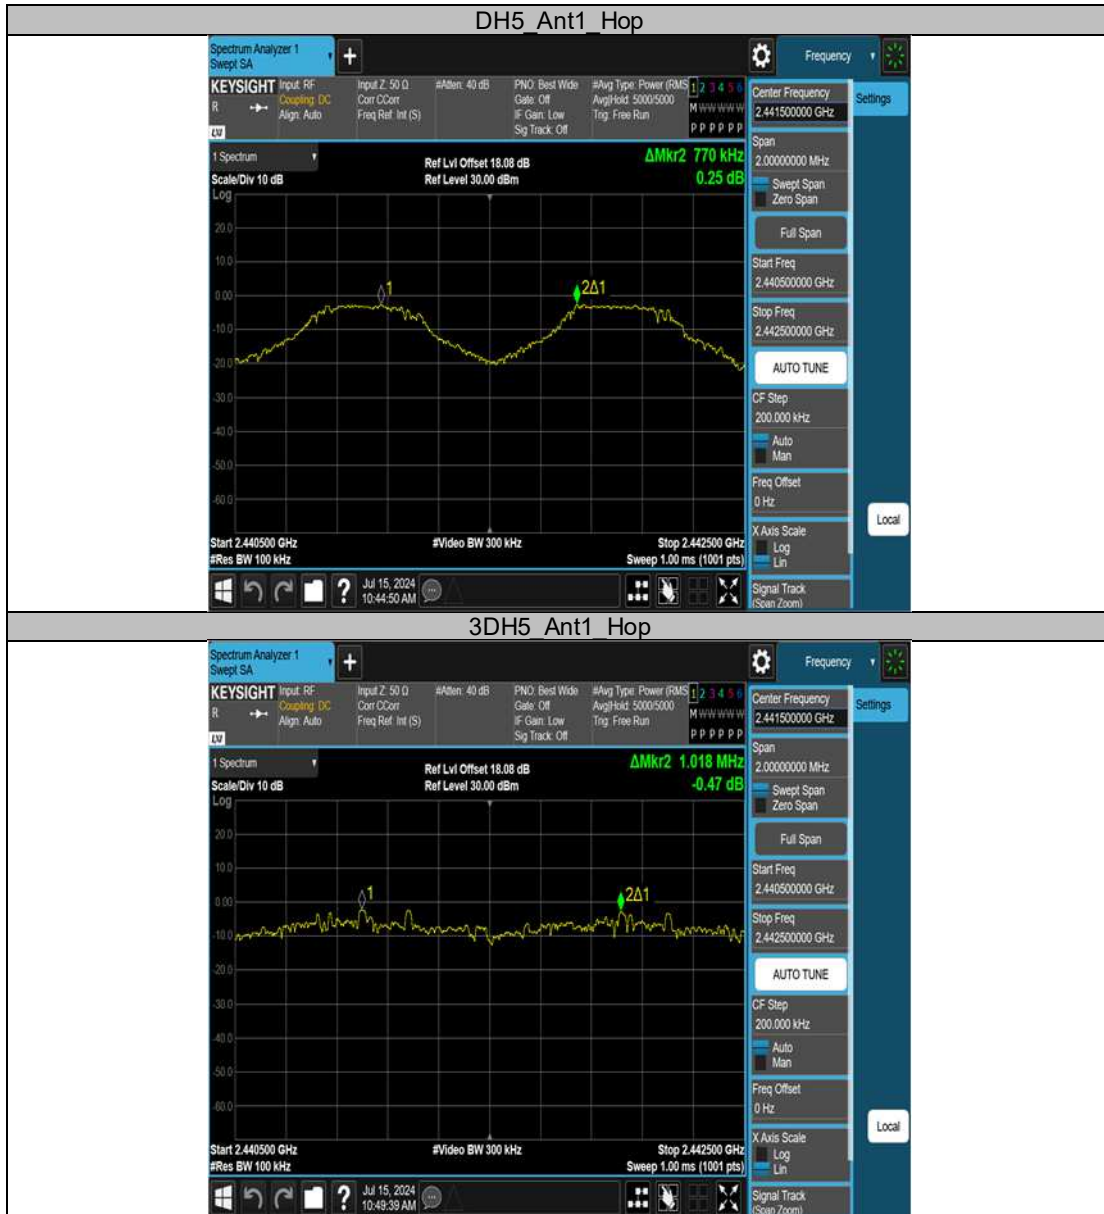 DH5_Ant1_Hop
Spectrum Analyzer 1
Swept SA
Frequency
KEYSIGHT
Input: RF
Coupling: DC
Align: Auto
Input Z: 50 Ω
Corr CCorr
Freq Ref: Int (S)
#Atten: 40 dB
PNO: Best Wide
Gate: Off
IF Gain: Low
Sig Track: Off
#Avg Type: Power (RMS
Avg|Hold: 5000/5000
Trig: Free Run
1 2 3 4 5 6
M W W W W W
P P P P P P
R
LXI
Center Frequency
2.441500000 GHz
Settings
Span
2.00000000 MHz
Swept Span
Zero Span
Full Span
Start Freq
2.440500000 GHz
Stop Freq
2.442500000 GHz
AUTO TUNE
CF Step
200.000 kHz
Auto
Man
Freq Offset
0 Hz
X Axis Scale
Log
Lin
Local
Signal Track
(Span Zoom)
1 Spectrum
Scale/Div 10 dB
Log
Ref Lvl Offset 18.08 dB
Ref Level 30.00 dBm
ΔMkr2 770 kHz
0.25 dB
20.0
10.0
0.00
-10.0
-20.0
-30.0
-40.0
-50.0
-60.0
1
2Δ1
Start 2.440500 GHz
#Res BW 100 kHz
#Video BW 300 kHz
Stop 2.442500 GHz
Sweep 1.00 ms (1001 pts)
?
Jul 15, 2024
10:44:50 AM
3DH5_Ant1_Hop
Spectrum Analyzer 1
Swept SA
Frequency
KEYSIGHT
Input: RF
Coupling: DC
Align: Auto
Input Z: 50 Ω
Corr CCorr
Freq Ref: Int (S)
#Atten: 40 dB
PNO: Best Wide
Gate: Off
IF Gain: Low
Sig Track: Off
#Avg Type: Power (RMS
Avg|Hold: 5000/5000
Trig: Free Run
1 2 3 4 5 6
M W W W W W
P P P P P P
R
LXI
Center Frequency
2.441500000 GHz
Settings
Span
2.00000000 MHz
Swept Span
Zero Span
Full Span
Start Freq
2.440500000 GHz
Stop Freq
2.442500000 GHz
AUTO TUNE
CF Step
200.000 kHz
Auto
Man
Freq Offset
0 Hz
X Axis Scale
Log
Lin
Local
Signal Track
(Span Zoom)
1 Spectrum
Scale/Div 10 dB
Log
Ref Lvl Offset 18.08 dB
Ref Level 30.00 dBm
ΔMkr2 1.018 MHz
-0.47 dB
20.0
10.0
0.00
-10.0
-20.0
-30.0
-40.0
-50.0
-60.0
1
2Δ1
Start 2.440500 GHz
#Res BW 100 kHz
#Video BW 300 kHz
Stop 2.442500 GHz
Sweep 1.00 ms (1001 pts)
?
Jul 15, 2024
10:49:39 AM